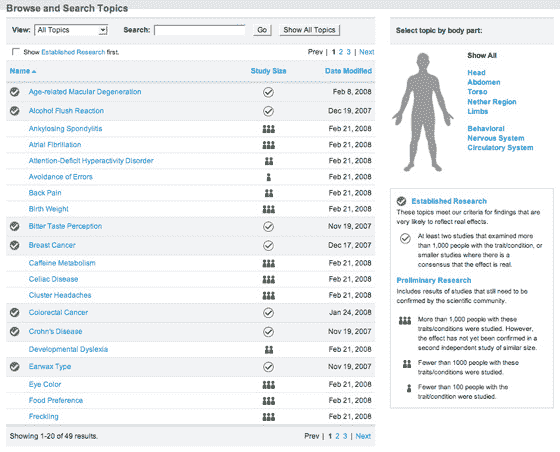 Browse and Search Topics
View: All Topics Search: Go Show All Topics
Show Established Research first. Prev | 1 2 3 | Next
Name Study Size Date Modified
Age-related Macular Degeneration Feb 8, 2008
Alcohol Flush Reaction Dec 19, 2007
Ankylosing Spondylitis Feb 21, 2008
Atrial Fibrillation Feb 21, 2008
Attention-Deficit Hyperactivity Disorder Feb 21, 2008
Avoidance of Errors Feb 21, 2008
Back Pain Feb 21, 2008
Birth Weight Feb 21, 2008
Bitter Taste Perception Nov 19, 2007
Breast Cancer Dec 17, 2007
Caffeine Metabolism Feb 21, 2008
Celiac Disease Feb 21, 2008
Cluster Headaches Feb 21, 2008
Colorectal Cancer Jan 24, 2008
Crohn's Disease Nov 19, 2007
Developmental Dyslexia Feb 21, 2008
Earwax Type Nov 19, 2007
Eye Color Feb 21, 2008
Food Preference Feb 21, 2008
Freckling Feb 21, 2008
Showing 1-20 of 49 results. Prev | 1 2 3 | Next
Select topic by body part:
Show All
Head
Abdomen
Torso
Nether Region
Limbs
Behavioral
Nervous System
Circulatory System
Established Research
These topics meet our criteria for findings that are
very likely to reflect real effects.
At least two studies that examined more
than 1,000 people with the trait/condition, or
smaller studies where there is a
consensus that the effect is real.
Preliminary Research
Includes results of studies that still need to be
confirmed by the scientific community.
More than 1,000 people with these
traits/conditions were studied. However,
the effect has not yet been confirmed in a
second independent study of similar size.
Fewer than 1000 people with these
traits/conditions were studied.
Fewer than 100 people with the
trait/condition were studied.